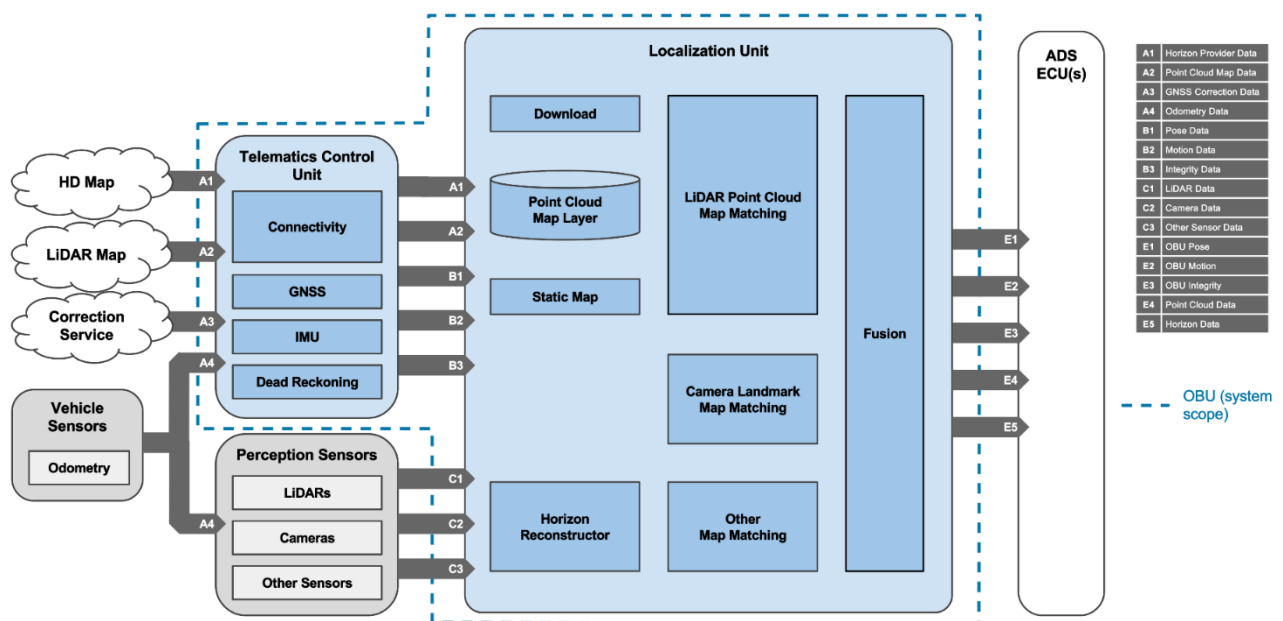 Localization Unit
ADS
ECU(s)
A1 Horizon Provider Data
A2 Point Cloud Map Data
A3 GNSS Correction Data
A4 Odometry Data
B1 Pose Data
B2 Motion Data
B3 Integrity Data
C1 LiDAR Data
C2 Camera Data
C3 Other Sensor Data
E1 OBU Pose
E2 OBU Motion
E3 OBU Integrity
E4 Point Cloud Data
E5 Horizon Data
OBU (system
scope)
HD Map
A1
LiDAR Map
A2
Correction
Service
A3
A4
Vehicle
Sensors
Odometry
A4
Telematics Control
Unit
Connectivity
GNSS
IMU
Dead Reckoning
A1
A2
B1
B2
B3
Perception Sensors
LiDARs
Cameras
Other Sensors
C1
C2
C3
Download
Point Cloud
Map Layer
Static Map
Horizon
Reconstructor
LiDAR Point Cloud
Map Matching
Camera Landmark
Map Matching
Other
Map Matching
Fusion
E1
E2
E3
E4
E5